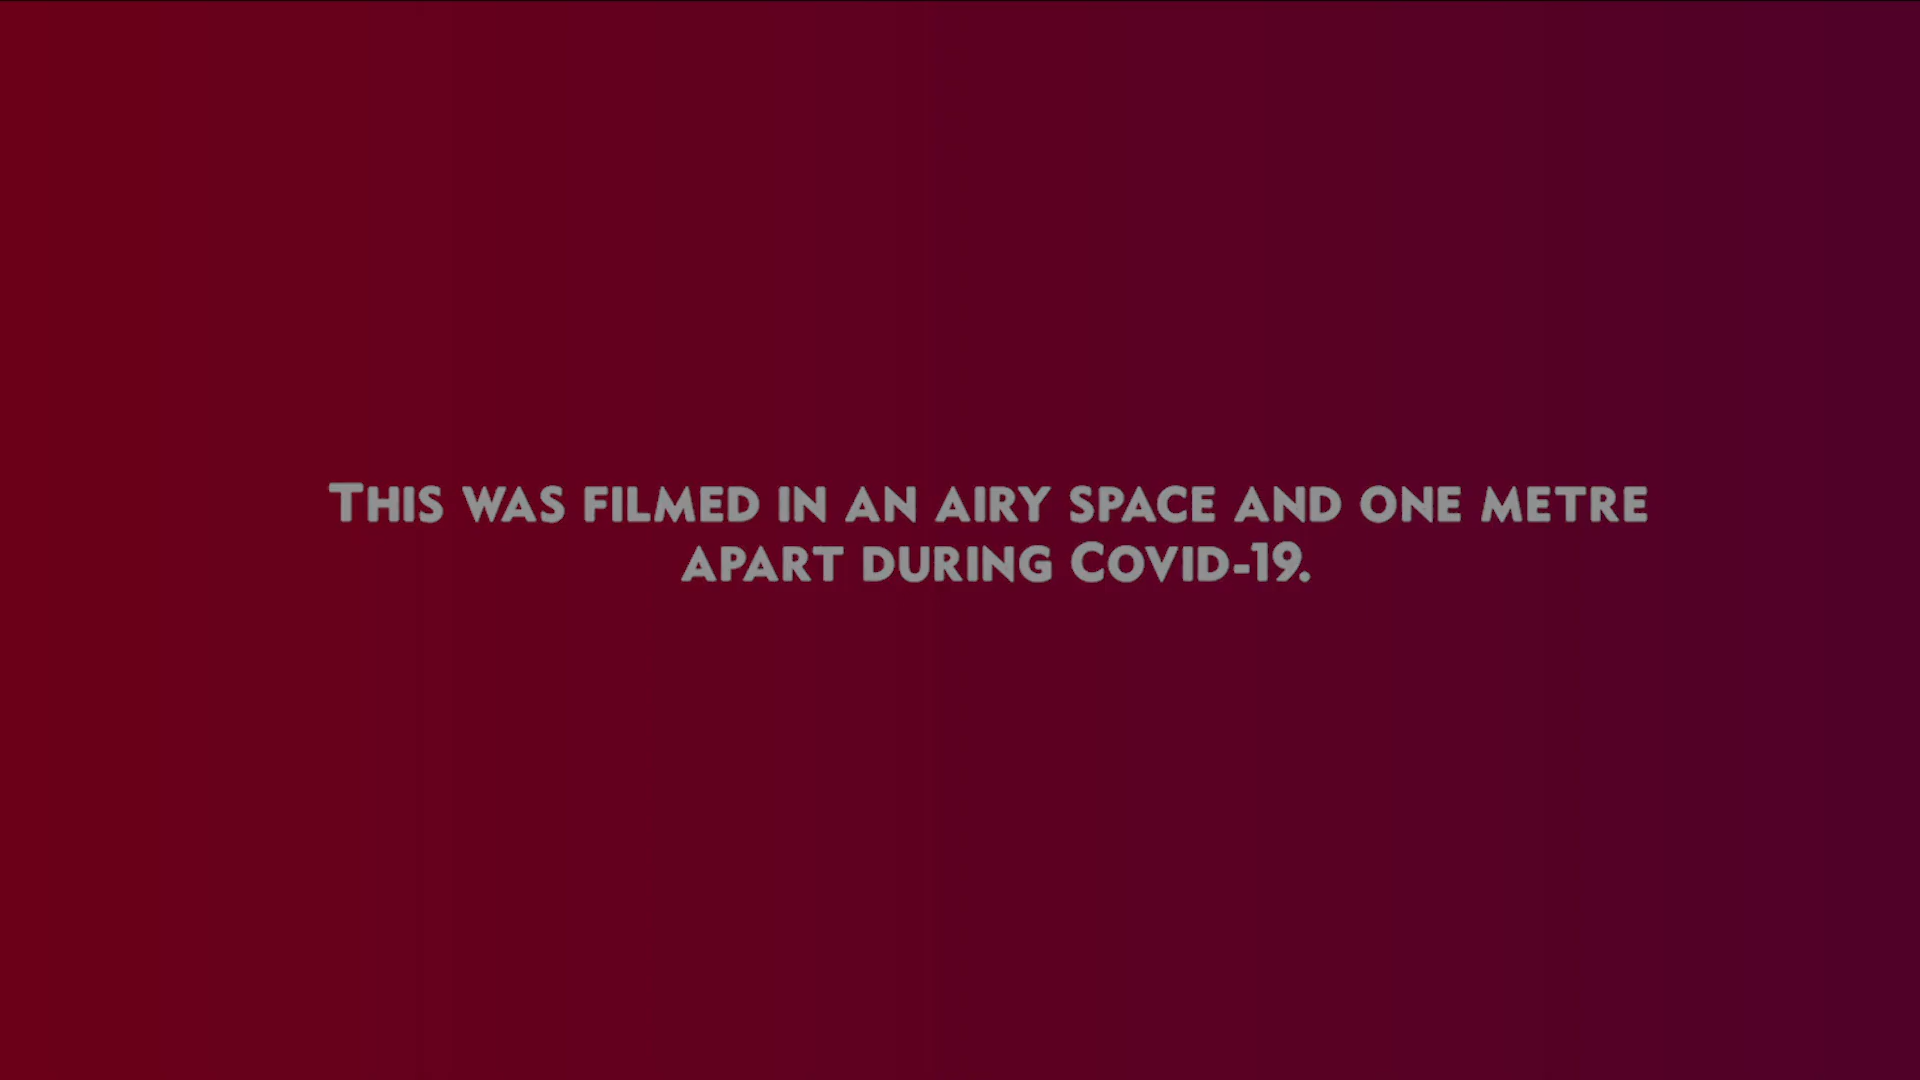 This was filmed in an airy space and one metre
apart during Covid-19.